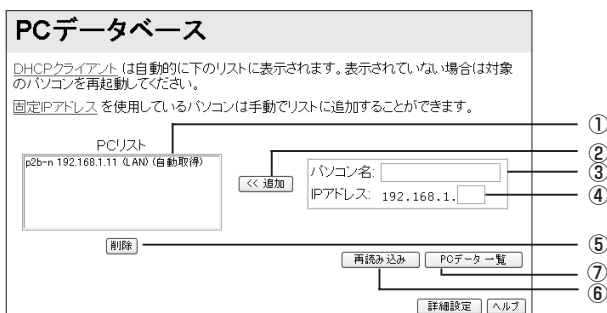 PCデータベース
DHCPクライアント は自動的に下のリストに表示されます。表示されていない場合は対象
のパソコンを再起動してください。
固定IPアドレス を使用しているパソコンは手動でリストに追加することができます。
PCリスト
p2b-n 192.168.1.11 (LAN) (自動取得)
<< 追加
パソコン名:
IPアドレス: 192.168.1.
削除
再読み込み
PCデータ一覧
詳細設定
ヘルプ
①
②
③
④
⑤
⑦
⑥